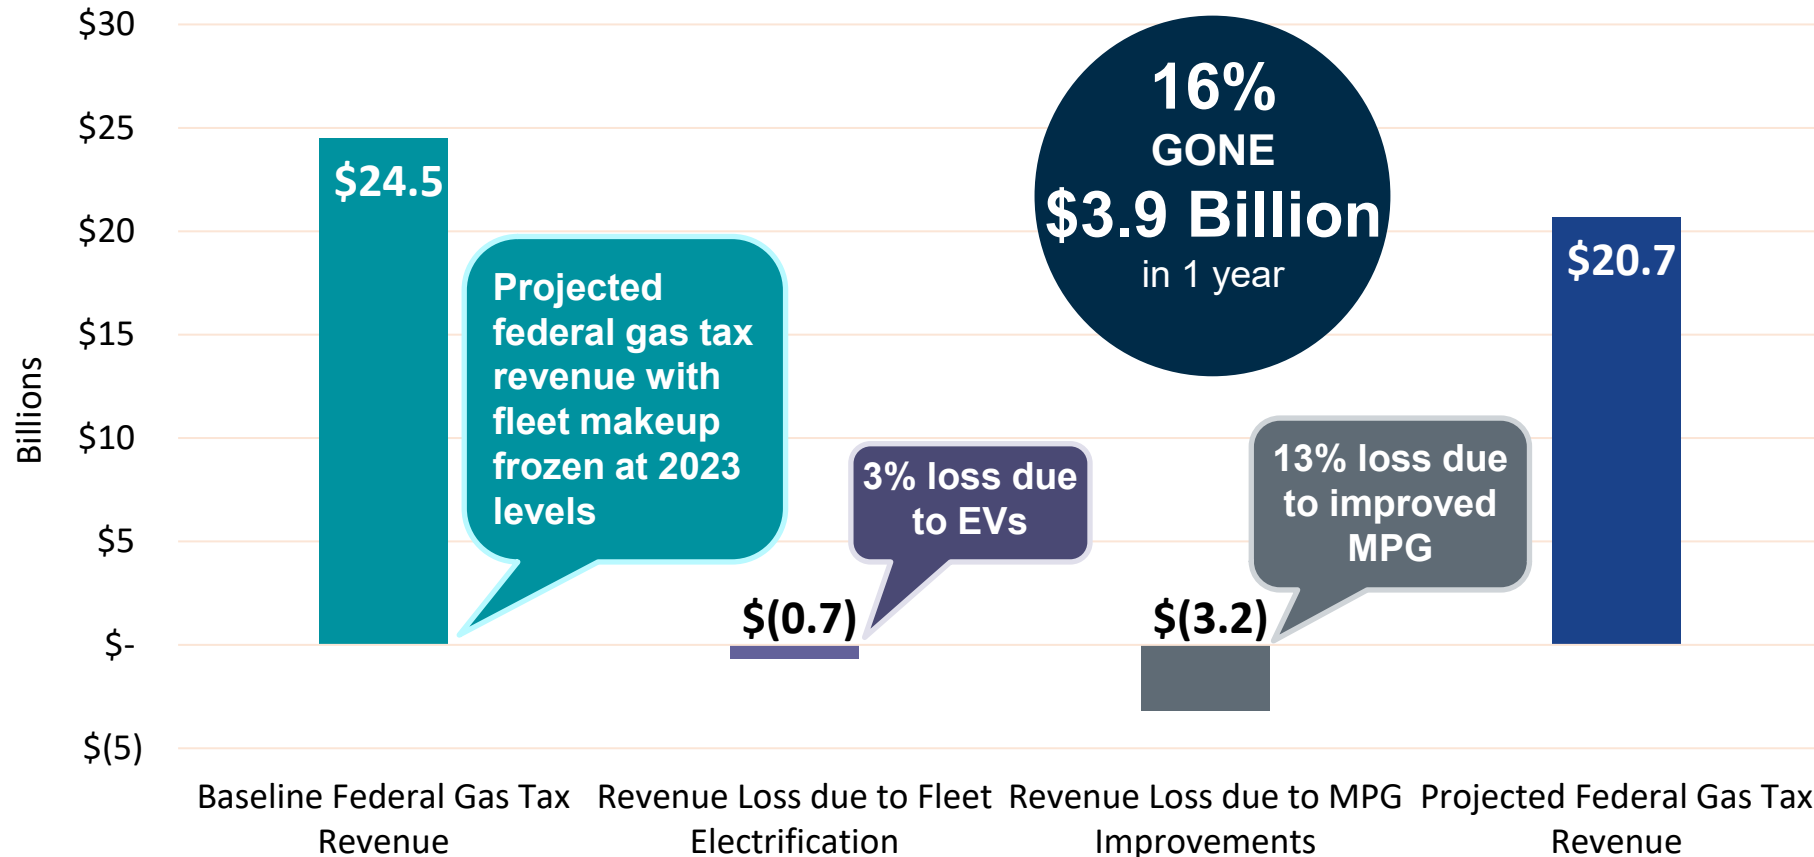 $30
$25
$20
$15
$10
$5
$-
$(5)
Billions
$24.5
Projected
federal gas tax
revenue with
fleet makeup
frozen at 2023
levels
$(0.7)
3% loss due
to EVs
16%
GONE
$3.9 Billion
in 1 year
$(3.2)
13% loss due
to improved
MPG
$20.7
Baseline Federal Gas Tax
Revenue
Revenue Loss due to Fleet
Electrification
Revenue Loss due to MPG
Improvements
Projected Federal Gas Tax
Revenue